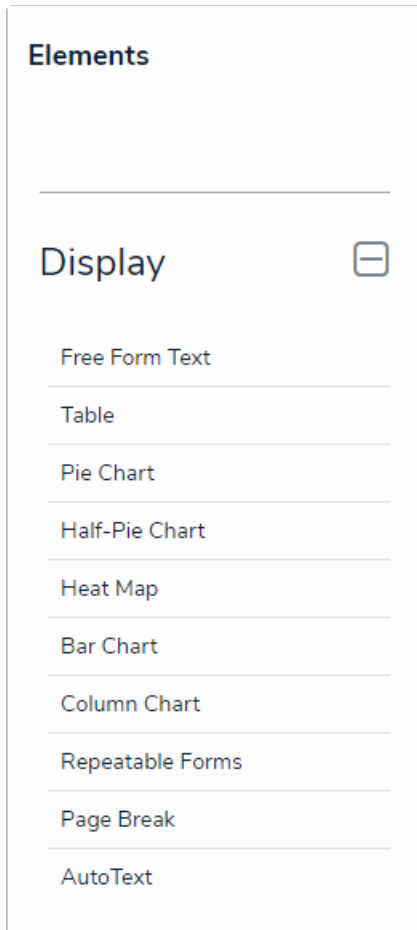 Elements
Display
Free Form Text
Table
Pie Chart
Half-Pie Chart
Heat Map
Bar Chart
Column Chart
Repeatable Forms
Page Break
AutoText